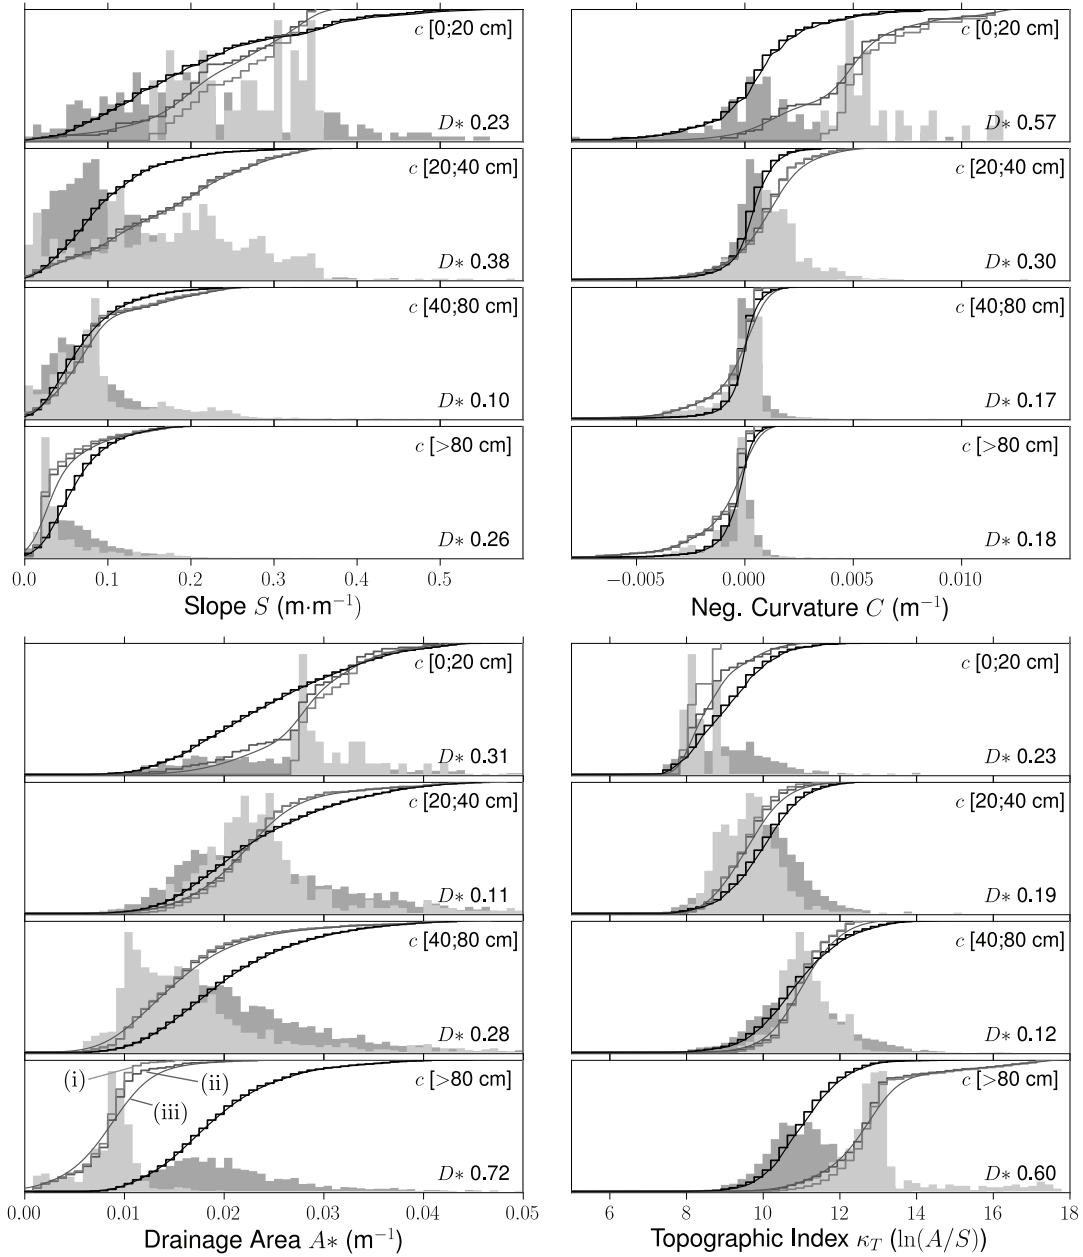 c [0;20 cm]
D* 0.23
c [20;40 cm]
D* 0.38
c [40;80 cm]
D* 0.10
c [>80 cm]
D* 0.26
0.0 0.1 0.2 0.3 0.4 0.5
Slope S (m·m⁻¹)
c [0;20 cm]
D* 0.57
c [20;40 cm]
D* 0.30
c [40;80 cm]
D* 0.17
c [>80 cm]
D* 0.18
−0.005 0.000 0.005 0.010
Neg. Curvature C (m⁻¹)
c [0;20 cm]
D* 0.31
c [20;40 cm]
D* 0.11
c [40;80 cm]
D* 0.28
c [>80 cm]
(i)
(ii)
(iii)
D* 0.72
0.00 0.01 0.02 0.03 0.04 0.05
Drainage Area A* (m⁻¹)
c [0;20 cm]
D* 0.23
c [20;40 cm]
D* 0.19
c [40;80 cm]
D* 0.12
c [>80 cm]
D* 0.60
6 8 10 12 14 16 18
Topographic Index κ_T (ln(A/S))